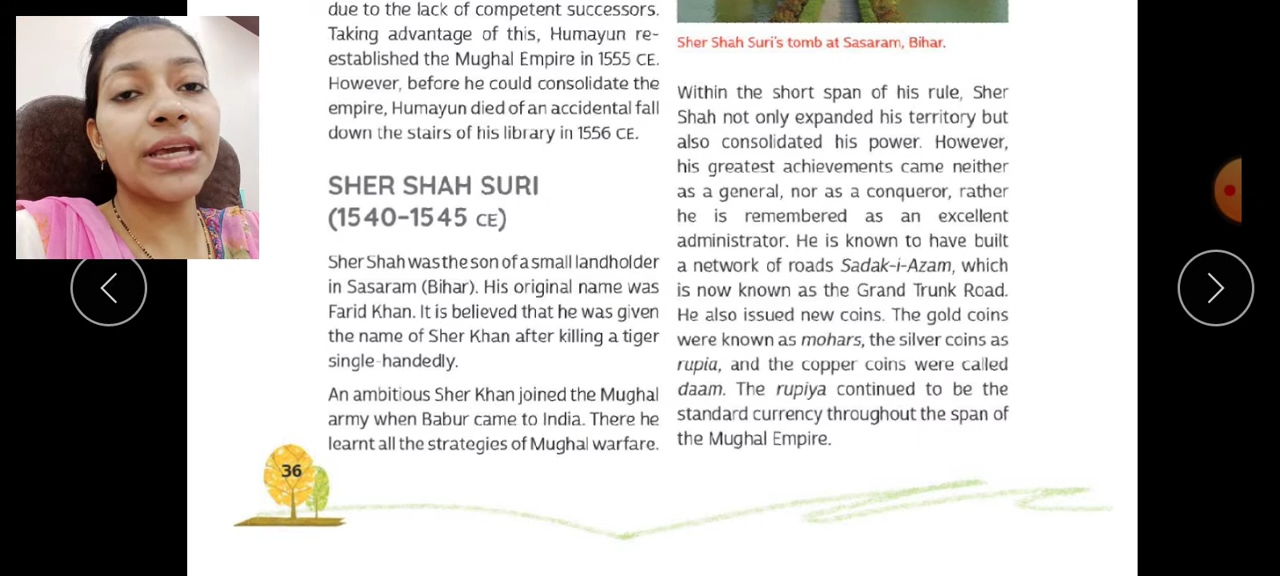 due to the lack of competent successors.
Taking advantage of this, Humayun re-
established the Mughal Empire in 1555 CE.
However, before he could consolidate the
empire, Humayun died of an accidental fall
down the stairs of his library in 1556 CE.
SHER SHAH SURI
(1540–1545 CE)
Sher Shah was the son of a small landholder
in Sasaram (Bihar). His original name was
Farid Khan. It is believed that he was given
the name of Sher Khan after killing a tiger
single-handedly.
An ambitious Sher Khan joined the Mughal
army when Babur came to India. There he
learnt all the strategies of Mughal warfare.
36
Sher Shah Suri's tomb at Sasaram, Bihar.
Within the short span of his rule, Sher
Shah not only expanded his territory but
also consolidated his power. However,
his greatest achievements came neither
as a general, nor as a conqueror, rather
he is remembered as an excellent
administrator. He is known to have built
a network of roads Sadak-i-Azam, which
is now known as the Grand Trunk Road.
He also issued new coins. The gold coins
were known as mohars, the silver coins as
rupia, and the copper coins were called
daam. The rupiya continued to be the
standard currency throughout the span of
the Mughal Empire.